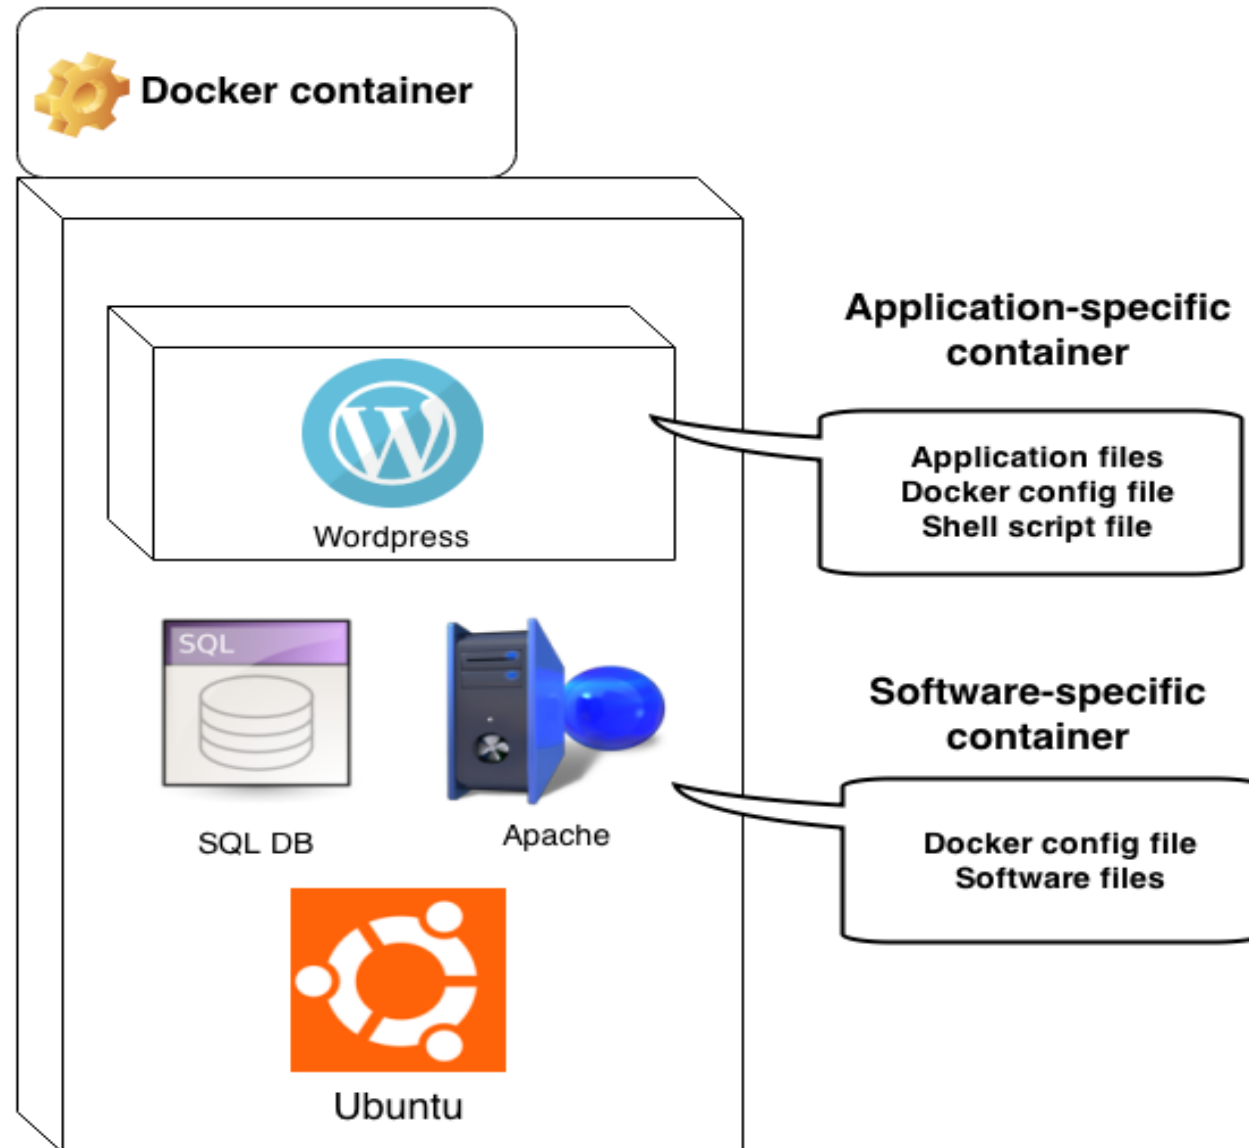 Docker container
Application-specific
container
W
Wordpress
Application files
Docker config file
Shell script file
SQL
SQL DB
Apache
Software-specific
container
Docker config file
Software files
Ubuntu